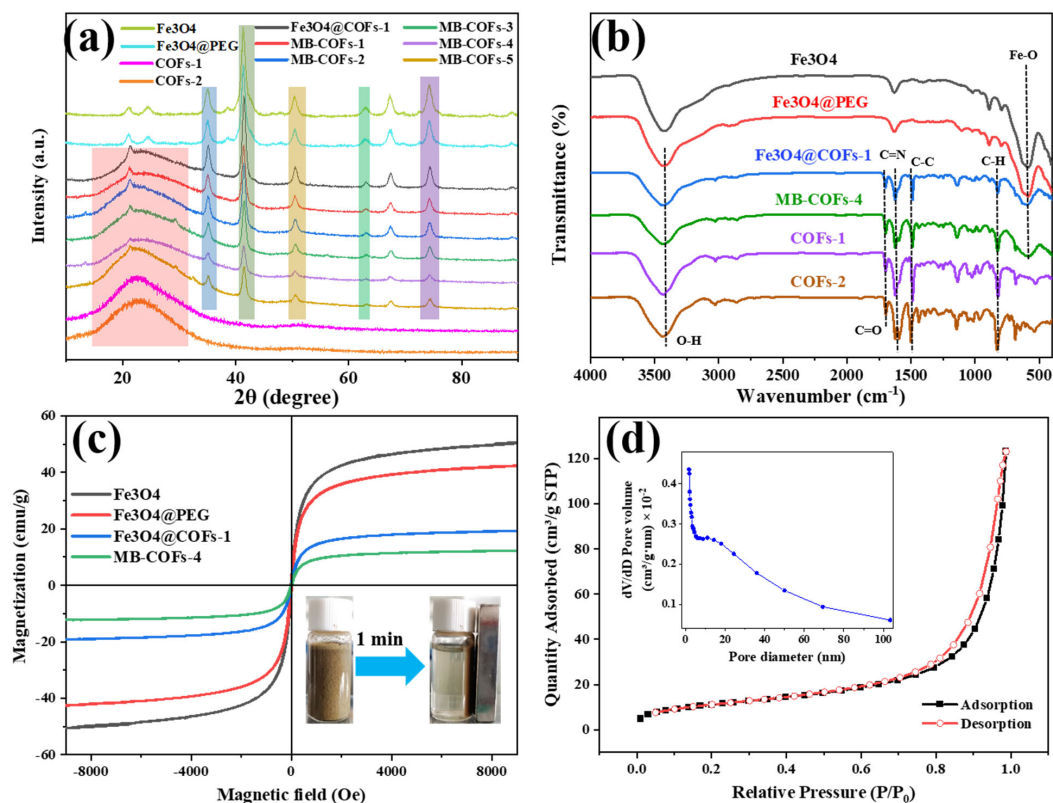 (a)
Fe3O4
Fe3O4@PEG
COFs-1
COFs-2
Fe3O4@COFs-1
MB-COFs-1
MB-COFs-2
MB-COFs-3
MB-COFs-4
MB-COFs-5
Intensity (a.u.)
20 40 60 80
2θ (degree)
(b)
Fe3O4
Fe-O
Fe3O4@PEG
Fe3O4@COFs-1
C=N
C-C
C-H
MB-COFs-4
COFs-1
COFs-2
C=O
O-H
Transmittance (%)
4000 3500 3000 2500 2000 1500 1000 500
Wavenumber (cm⁻¹)
(c)
Fe3O4
Fe3O4@PEG
Fe3O4@COFs-1
MB-COFs-4
1 min
Magnetization (emu/g)
60
40
20
0
-20
-40
-60
-8000 -4000 0 4000 8000
Magnetic field (Oe)
(d)
dV/dD Pore volume
(cm³/g·nm) × 10⁻²
0.4
0.3
0.2
0.1
0 20 40 60 80 100
Pore diameter (nm)
Adsorption
Desorption
Quantity Adsorbed (cm³/g STP)
120
100
80
60
40
20
0
0.0 0.2 0.4 0.6 0.8 1.0
Relative Pressure (P/P₀)